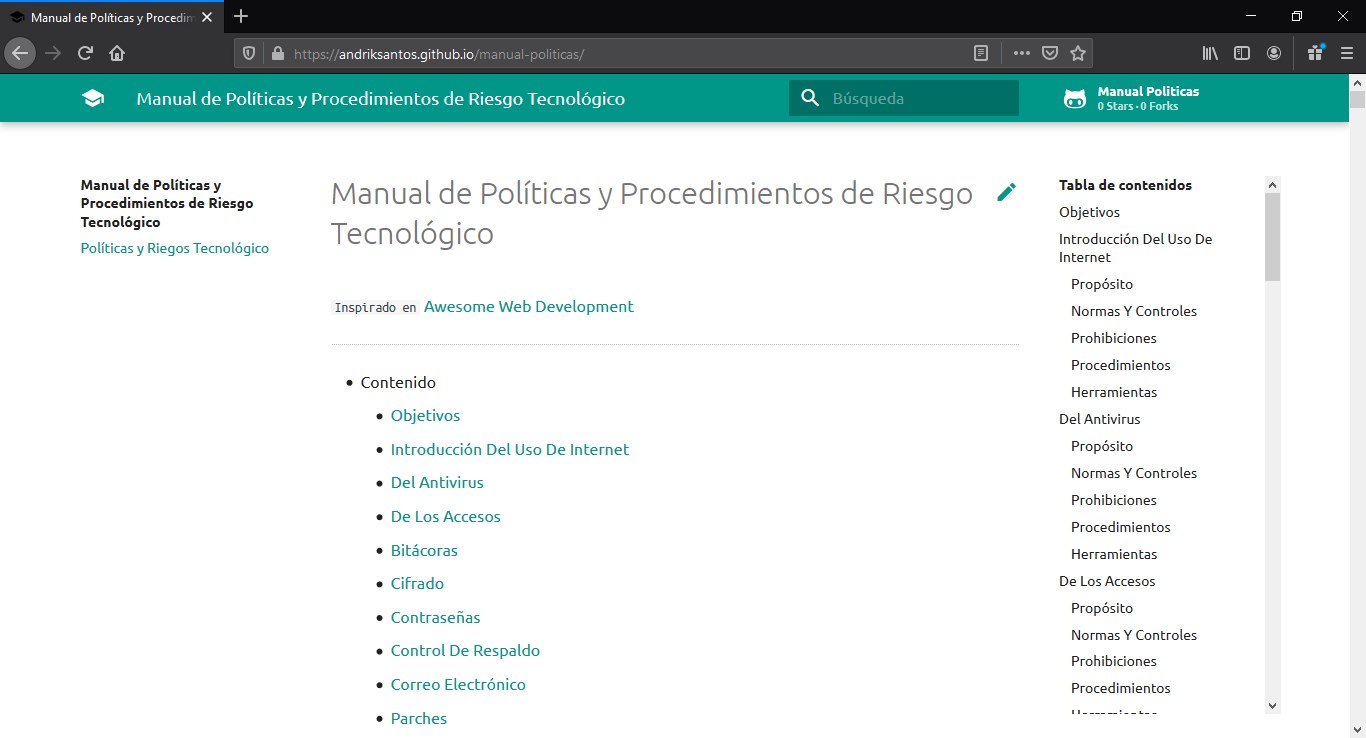 Manual de Políticas y Procedim
https://andriksantos.github.io/manual-politicas/
Manual de Políticas y Procedimientos de Riesgo Tecnológico
Búsqueda
Manual Politicas
0 Stars · 0 Forks
Manual de Políticas y
Procedimientos de Riesgo
Tecnológico
Políticas y Riegos Tecnológico
Manual de Políticas y Procedimientos de Riesgo
Tecnológico
Inspirado en Awesome Web Development
Contenido
Objetivos
Introducción Del Uso De Internet
Del Antivirus
De Los Accesos
Bitácoras
Cifrado
Contraseñas
Control De Respaldo
Correo Electrónico
Parches
Tabla de contenidos
Objetivos
Introducción Del Uso De
Internet
Propósito
Normas Y Controles
Prohibiciones
Procedimientos
Herramientas
Del Antivirus
Propósito
Normas Y Controles
Prohibiciones
Procedimientos
Herramientas
De Los Accesos
Propósito
Normas Y Controles
Prohibiciones
Procedimientos